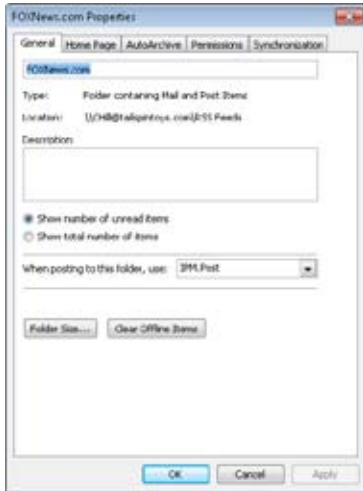 FOXNews.com Properties
General Home Page AutoArchive Permissions Synchronization
FOXNews.com
Type: Folder containing Mail and Post Items
Location: \\CHill@tailspintoys.com\RSS Feeds
Description:
Show number of unread items
Show total number of items
When posting to this folder, use: IPM.Post
Folder Size... Clear Offline Items
OK Cancel Apply